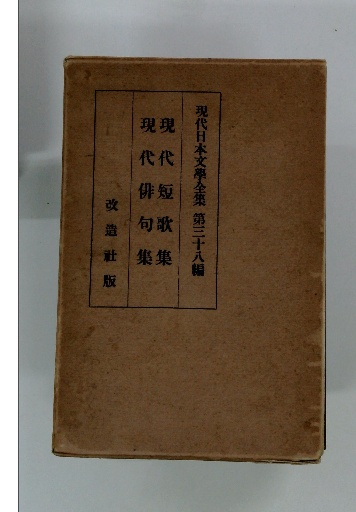 現代日本文學全集 第三十八編
現代短歌集
現代俳句集
改造社版